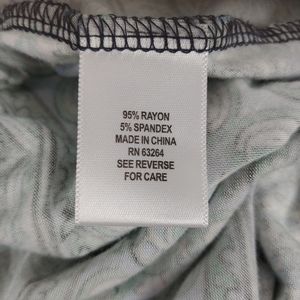 95% RAYON
5% SPANDEX
MADE IN CHINA
RN 63264
SEE REVERSE
FOR CARE